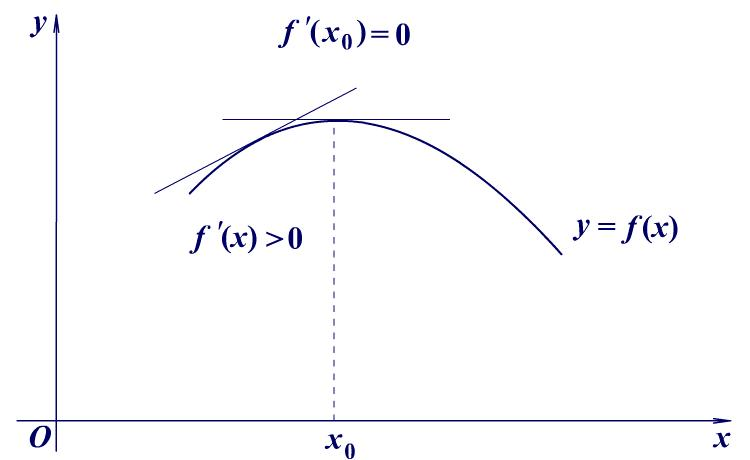 y
f ′(x₀) = 0
f ′(x) > 0
y = f(x)
O
x₀
x